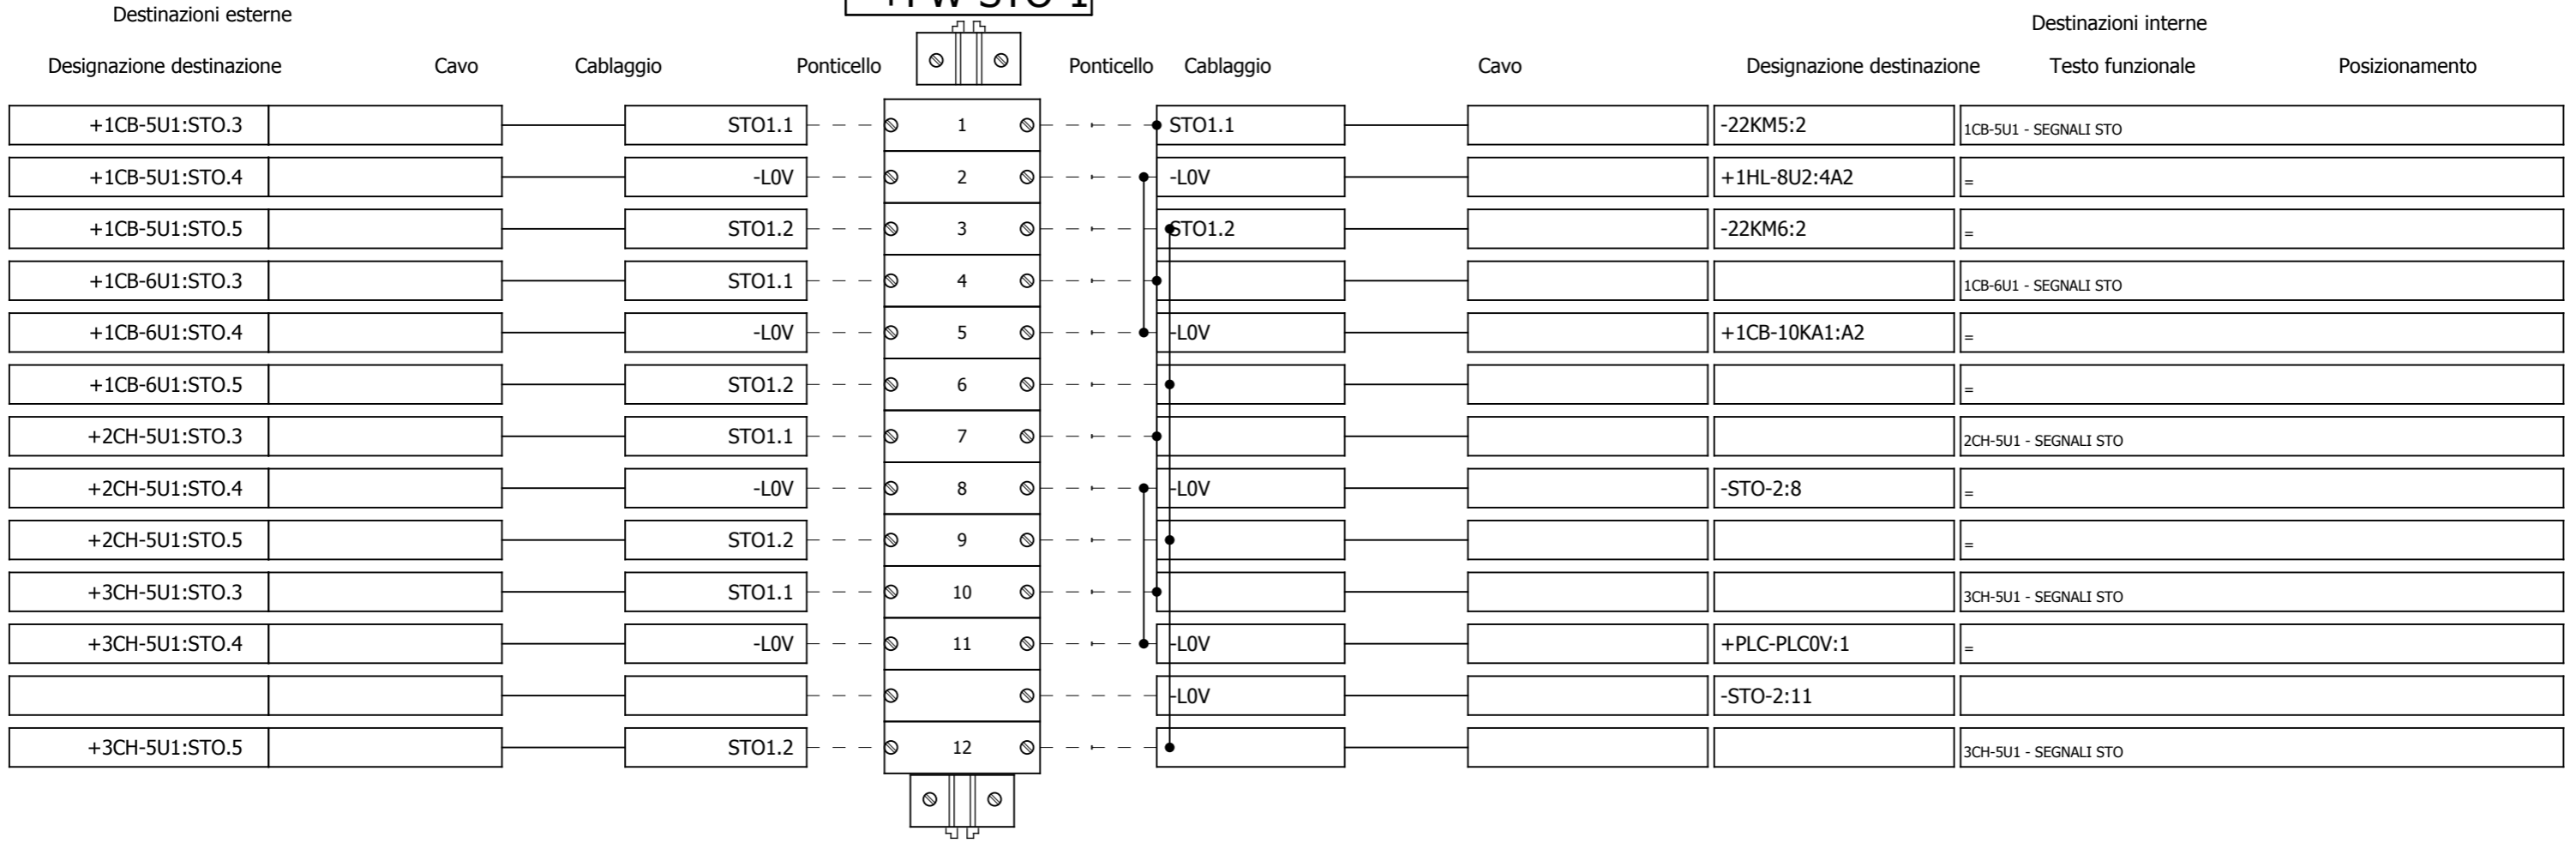 Destinazioni esterne
Destinazioni interne
Designazione destinazione Cavo Cablaggio Ponticello Ponticello Cablaggio Cavo Designazione destinazione Testo funzionale Posizionamento
+1CB-5U1:STO.3 STO1.1 1 STO1.1 -22KM5:2 1CB-5U1 - SEGNALI STO
+1CB-5U1:STO.4 -L0V 2 -L0V +1HL-8U2:4A2 =
+1CB-5U1:STO.5 STO1.2 3 STO1.2 -22KM6:2 =
+1CB-6U1:STO.3 STO1.1 4 1CB-6U1 - SEGNALI STO
+1CB-6U1:STO.4 -L0V 5 -L0V +1CB-10KA1:A2 =
+1CB-6U1:STO.5 STO1.2 6 =
+2CH-5U1:STO.3 STO1.1 7 2CH-5U1 - SEGNALI STO
+2CH-5U1:STO.4 -L0V 8 -L0V -STO-2:8 =
+2CH-5U1:STO.5 STO1.2 9 =
+3CH-5U1:STO.3 STO1.1 10 3CH-5U1 - SEGNALI STO
+3CH-5U1:STO.4 -L0V 11 -L0V +PLC-PLC0V:1 =
-L0V -STO-2:11
+3CH-5U1:STO.5 STO1.2 12 3CH-5U1 - SEGNALI STO